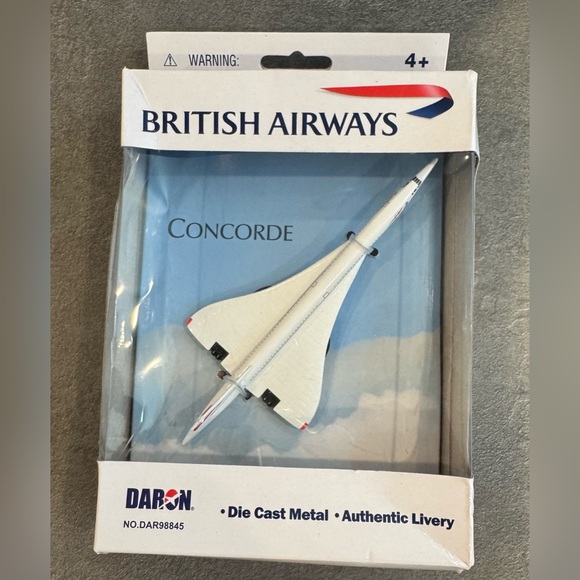 WARNING:
4+
BRITISH AIRWAYS
CONCORDE
DARON
NO.DAR98845
• Die Cast Metal • Authentic Livery